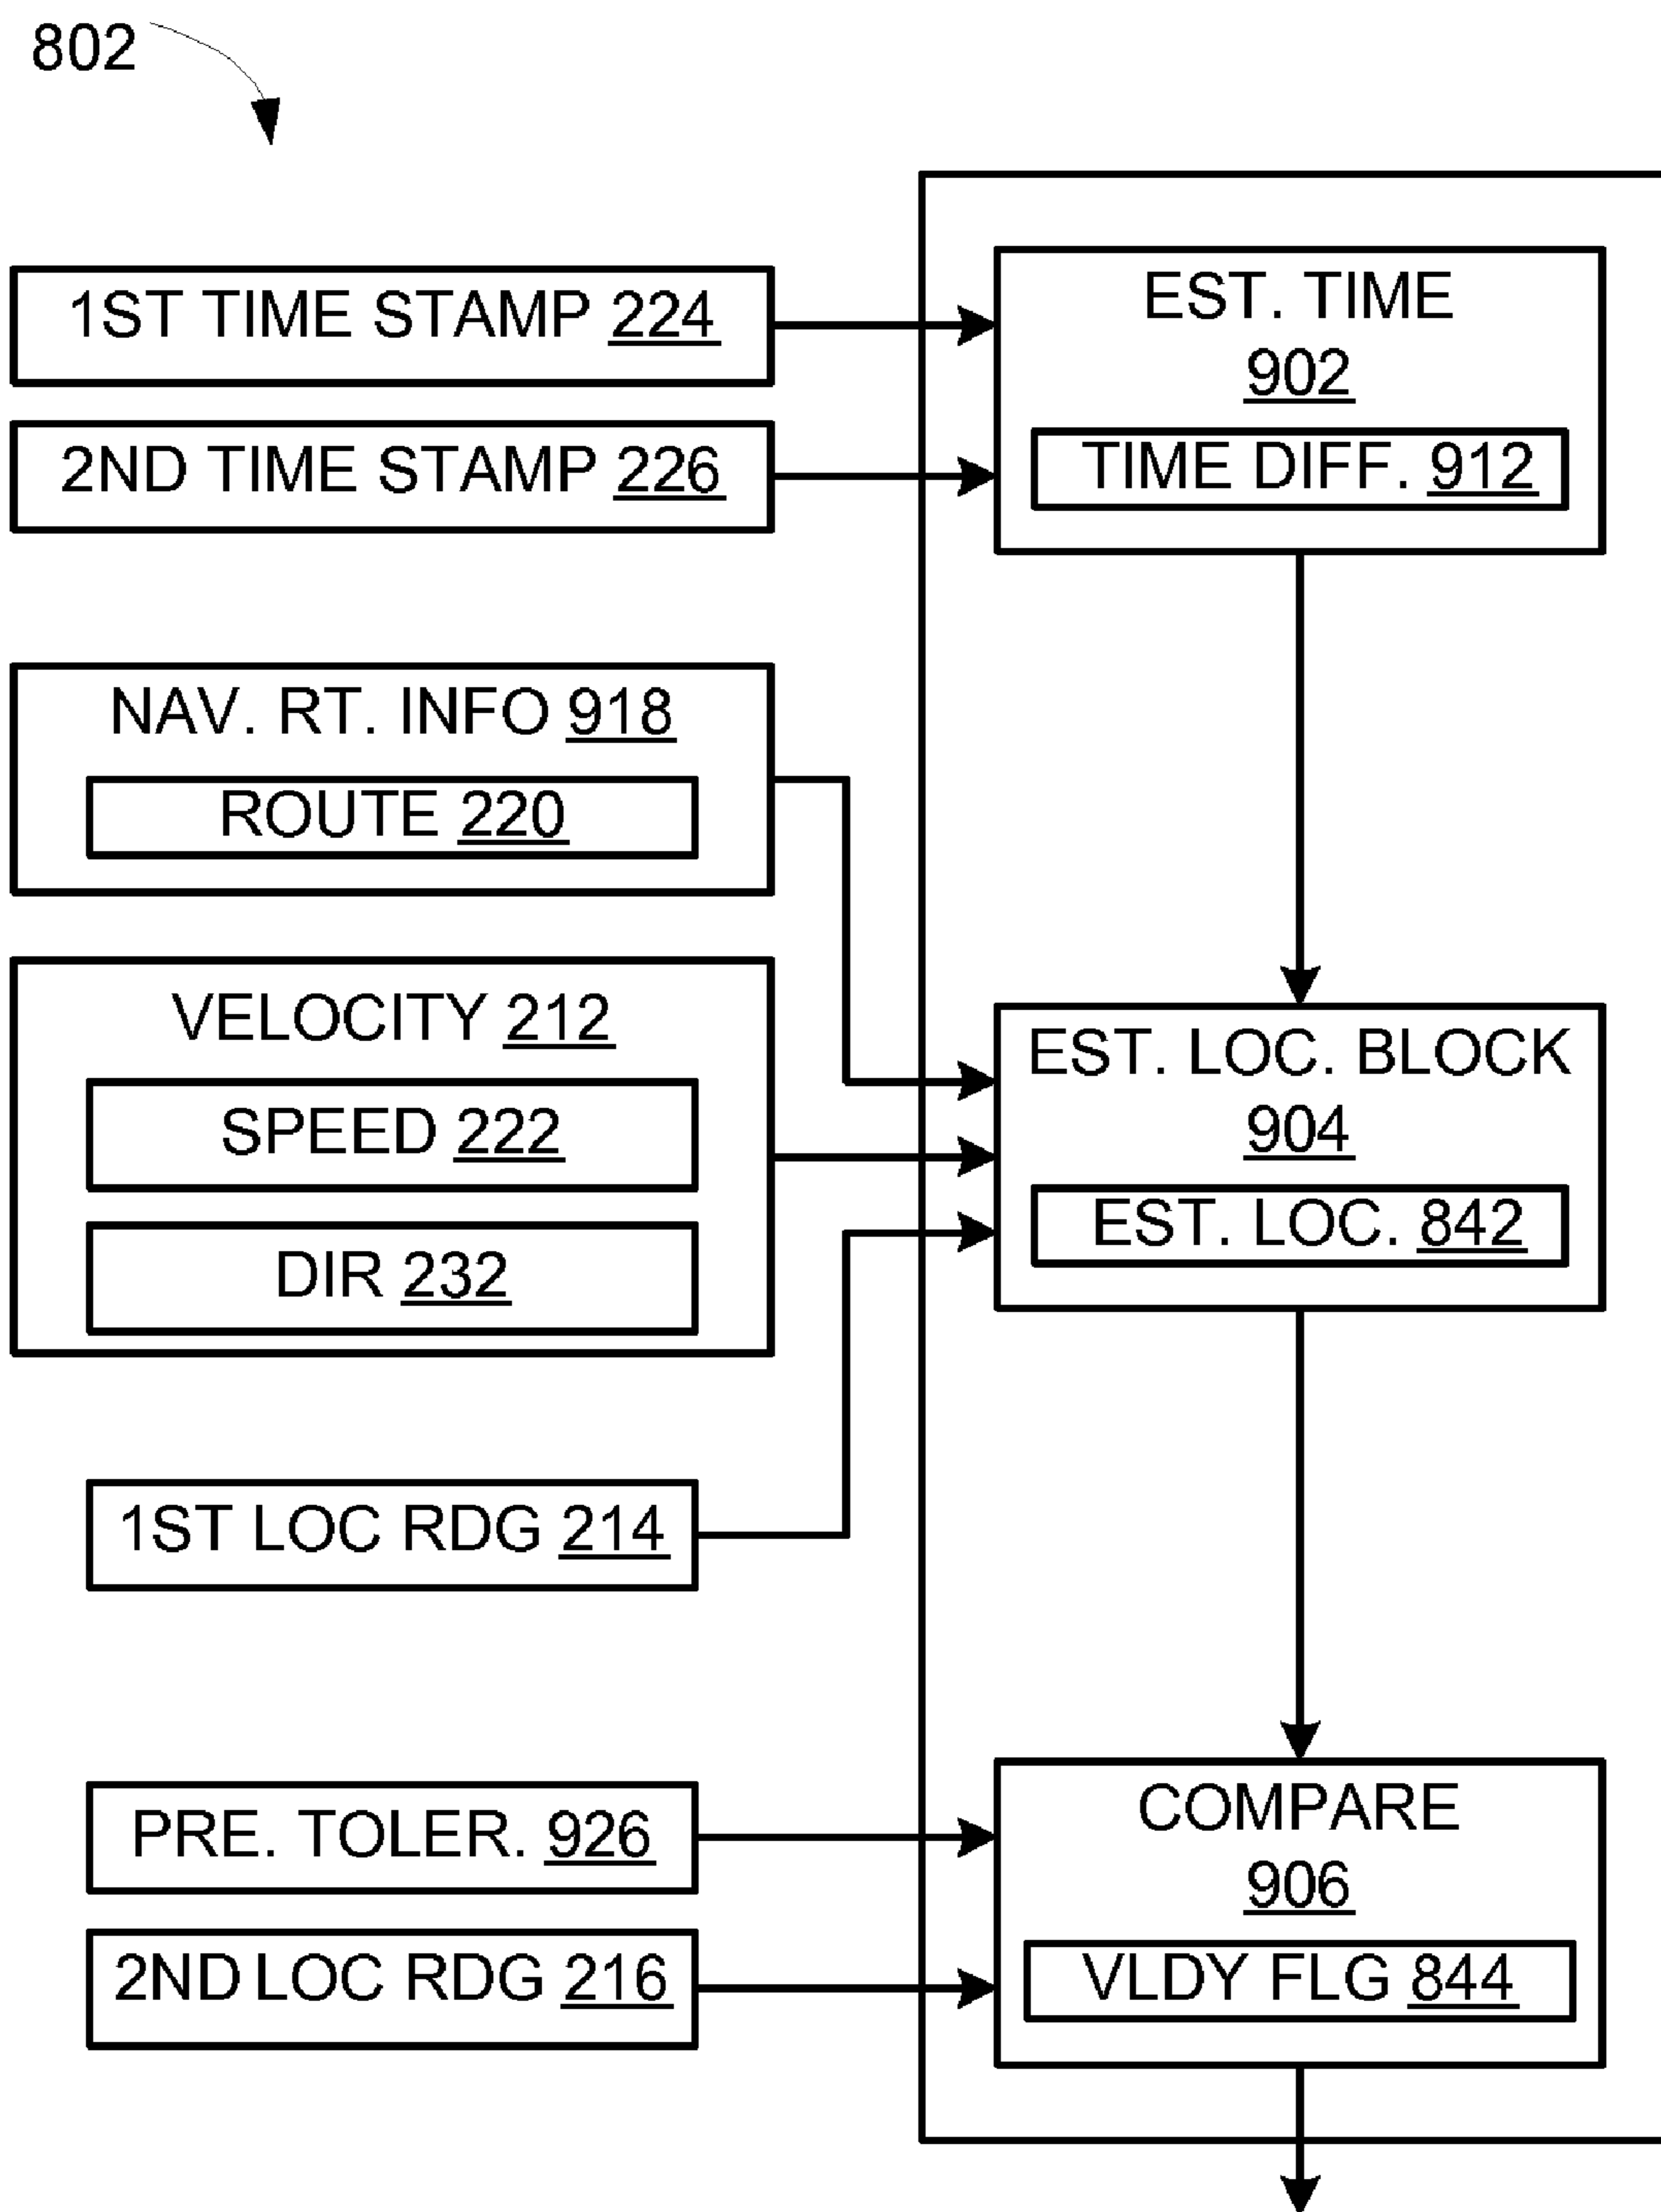 802
1ST TIME STAMP 224
2ND TIME STAMP 226
EST. TIME
902
TIME DIFF. 912
NAV. RT. INFO 918
ROUTE 220
VELOCITY 212
SPEED 222
DIR 232
EST. LOC. BLOCK
904
EST. LOC. 842
1ST LOC RDG 214
PRE. TOLER. 926
2ND LOC RDG 216
COMPARE
906
VLDY FLG 844